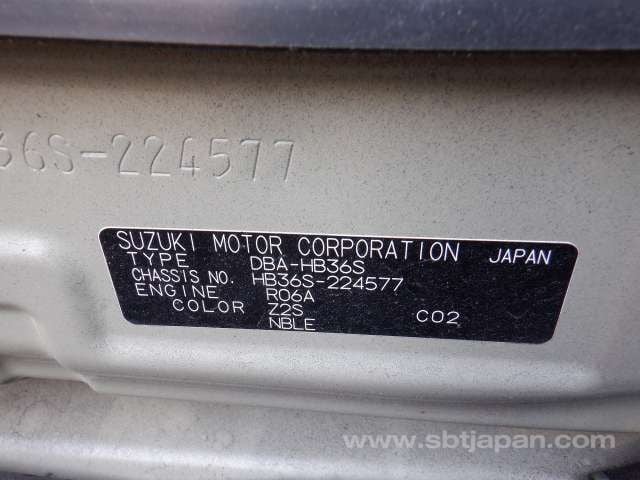 36S-224577
SUZUKI MOTOR CORPORATION JAPAN
TYPE DBA-HB36S
CHASSIS NO. HB36S-224577
ENGINE R06A
COLOR Z2S C02
NBLE
www.sbtjapan.com